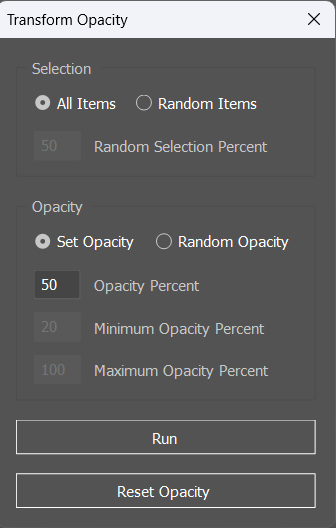 Transform Opacity
Selection
All Items Random Items
50 Random Selection Percent
Opacity
Set Opacity Random Opacity
50 Opacity Percent
20 Minimum Opacity Percent
100 Maximum Opacity Percent
Run
Reset Opacity